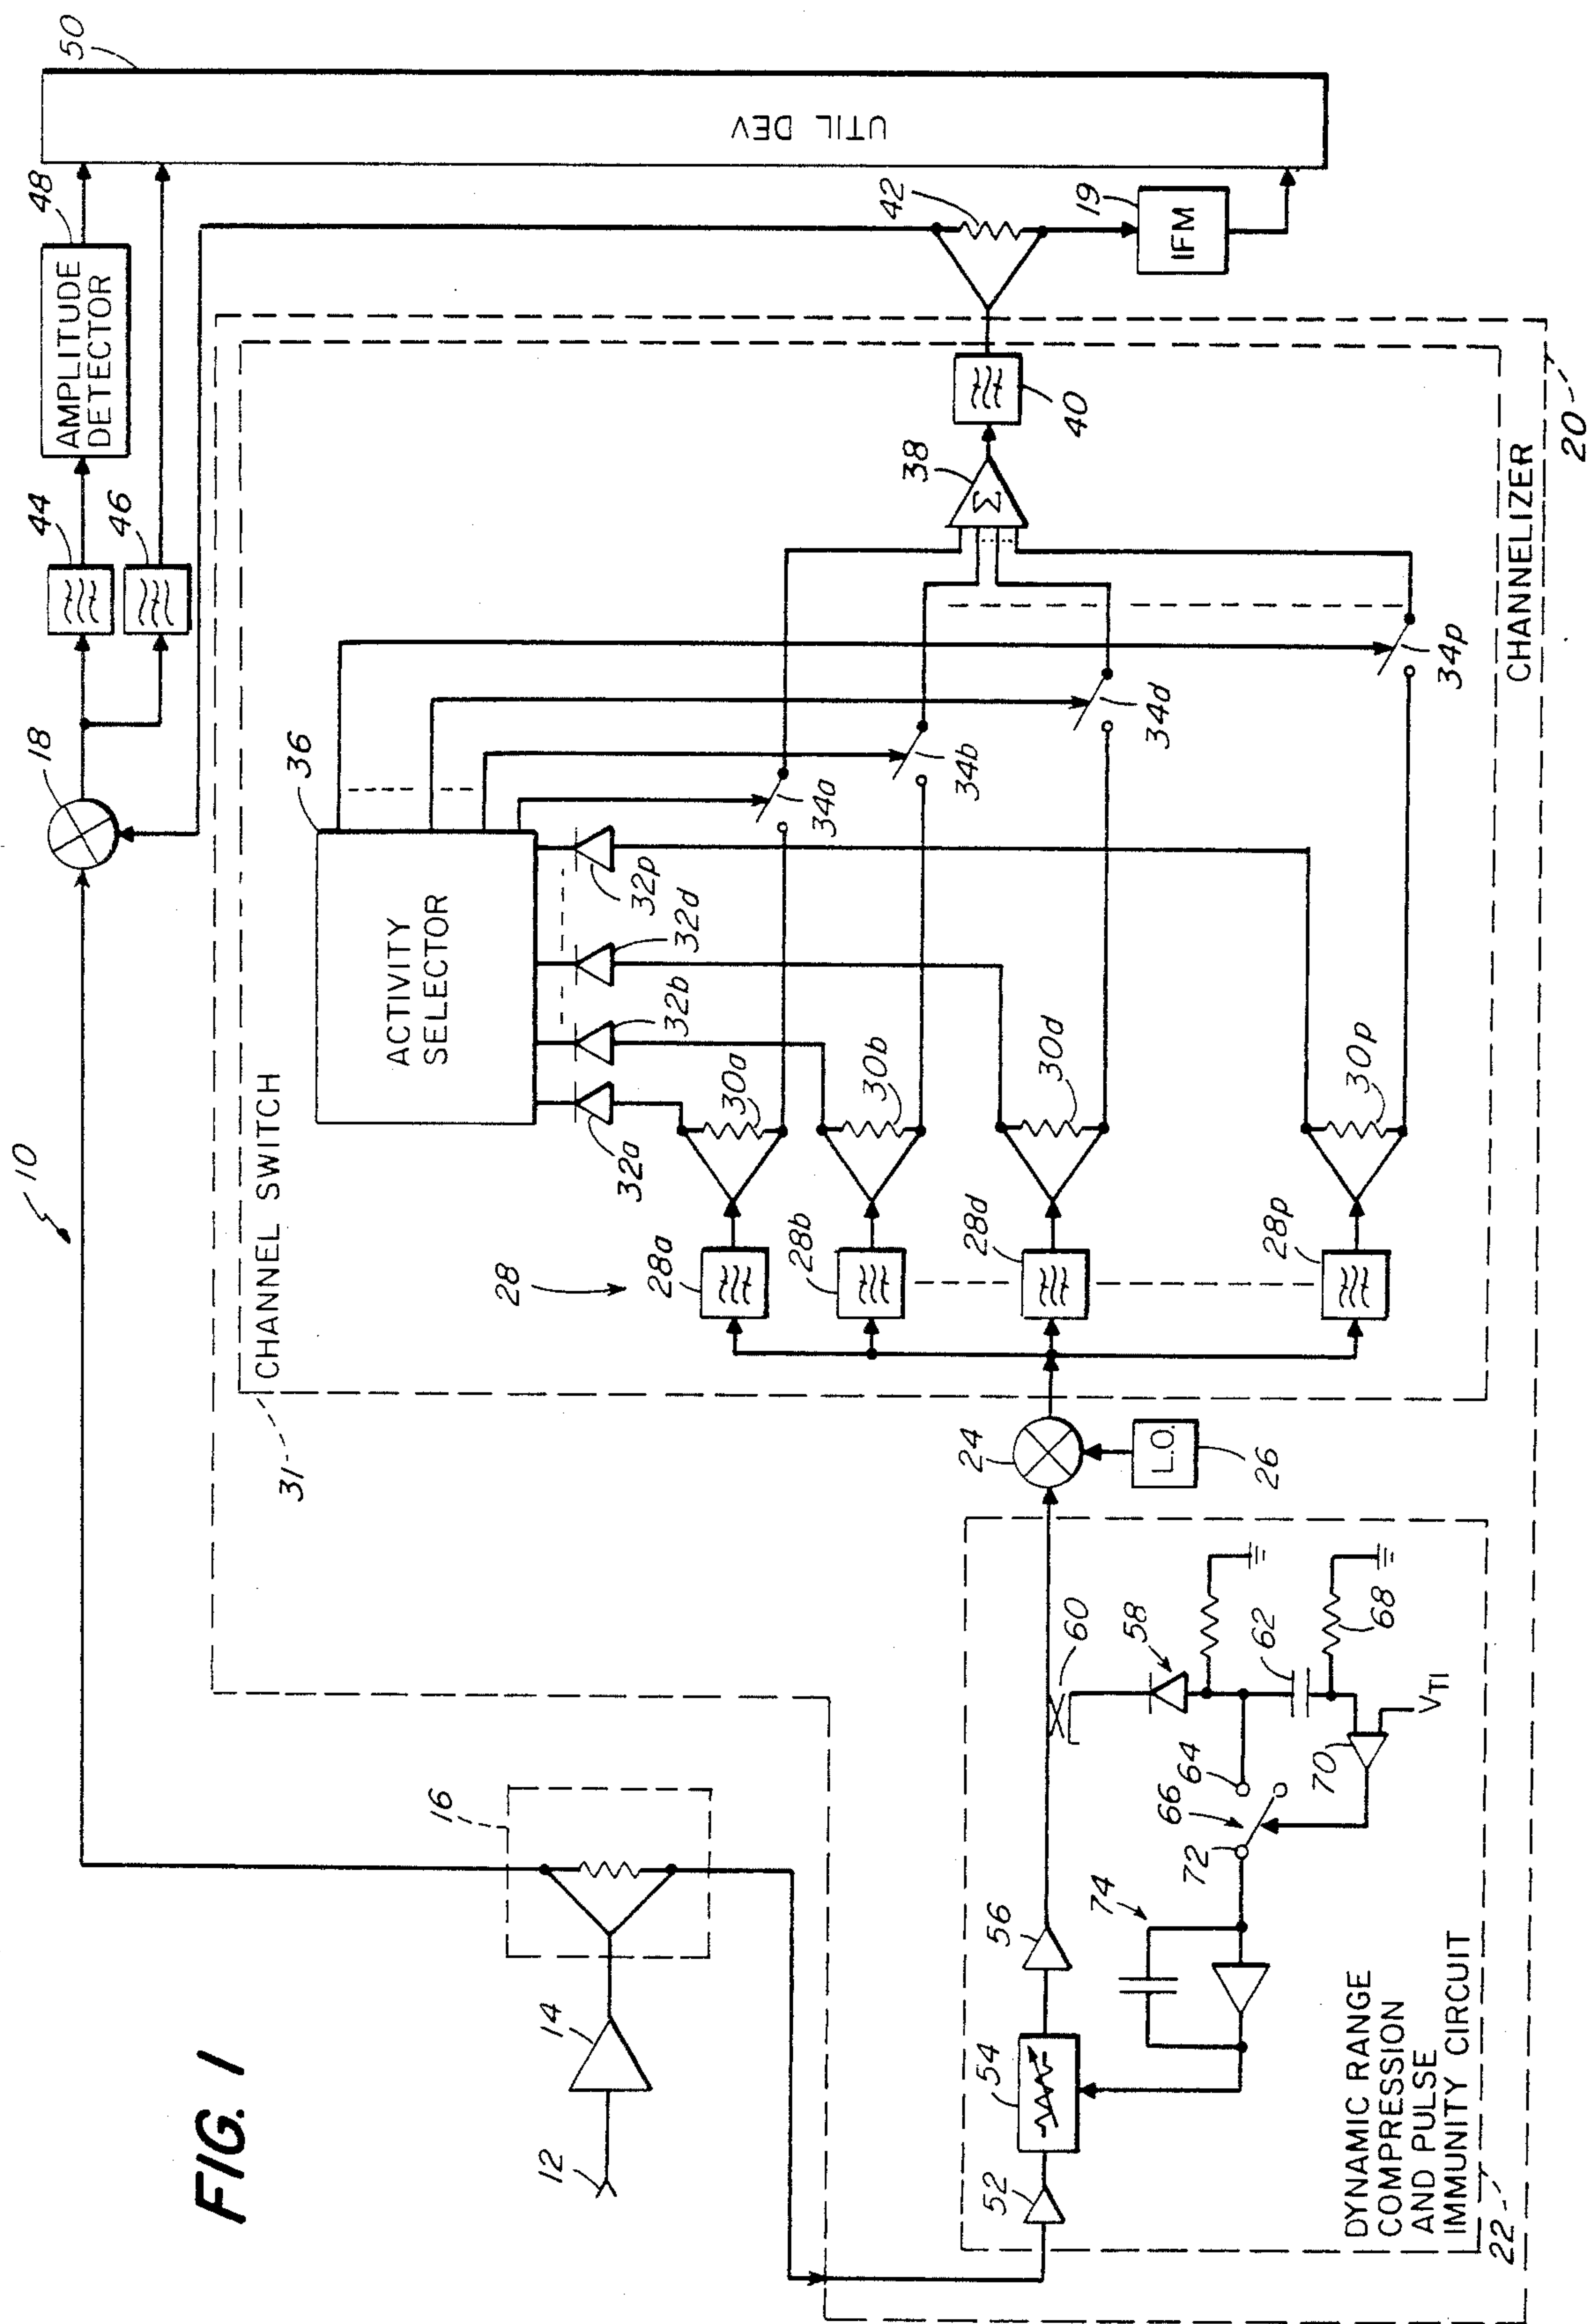 FIG. 1
10
12
14
16
18
44
46
48
AMPLITUDE
DETECTOR
50
UTIL DEV
42
19
IFM
31
CHANNEL SWITCH
36
ACTIVITY
SELECTOR
32a
32b
32d
32p
34a
34b
34d
34p
38
Σ
40
28
28a
28b
28d
28p
30a
30b
30d
30p
CHANNELIZER
20
24
L.O.
26
52
54
56
60
58
62
64
66
68
70
VT1
72
74
DYNAMIC RANGE
COMPRESSION
AND PULSE
IMMUNITY CIRCUIT
22